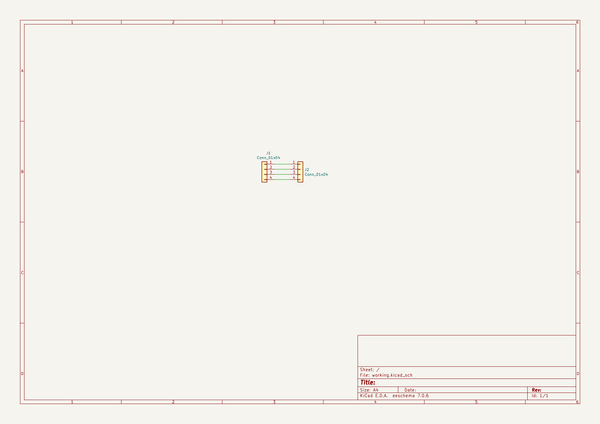 1 2 3 4 5 6
A A
J1
Conn_01x04
1 1
2 2
3 3
4 4
J2
Conn_01x04
B B
C C
D D
Sheet: /
File: working.kicad_sch
Title:
Size: A4 Date: Rev:
KiCad E.D.A. eeschema 7.0.6 Id: 1/1
1 2 3 4 5 6